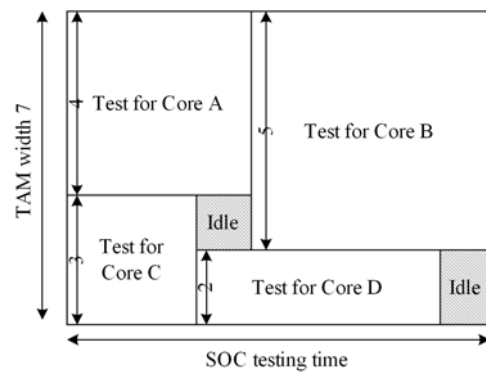 TAM width 7
4
Test for Core A
5
Test for Core B
3
Test for
Core C
Idle
2
Test for Core D
Idle
SOC testing time